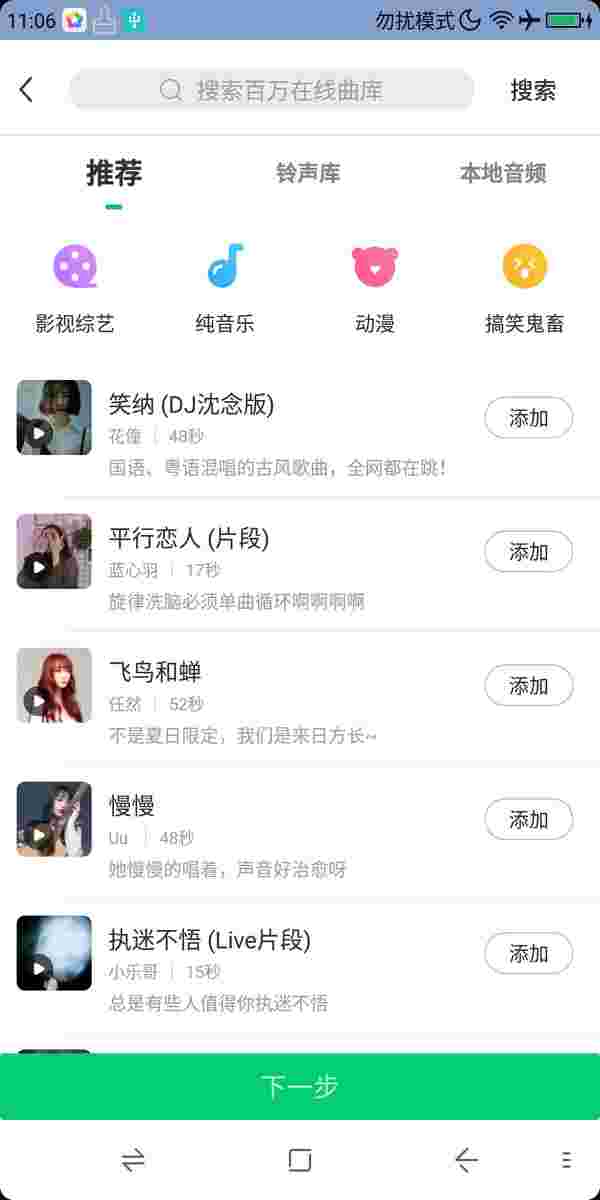 11:06 勿扰模式
搜索百万在线曲库 搜索
推荐 铃声库 本地音频
影视综艺 纯音乐 动漫 搞笑鬼畜
笑纳 (DJ沈念版)
添加
花僮 | 48秒
国语、粤语混唱的古风歌曲，全网都在跳！
平行恋人 (片段)
添加
蓝心羽 | 17秒
旋律洗脑必须单曲循环啊啊啊啊
飞鸟和蝉
添加
任然 | 52秒
不是夏日限定，我们是来日方长~
慢慢
添加
Uu | 48秒
她慢慢的唱着，声音好治愈呀
执迷不悟 (Live片段)
添加
小乐哥 | 15秒
总是有些人值得你执迷不悟
下一步